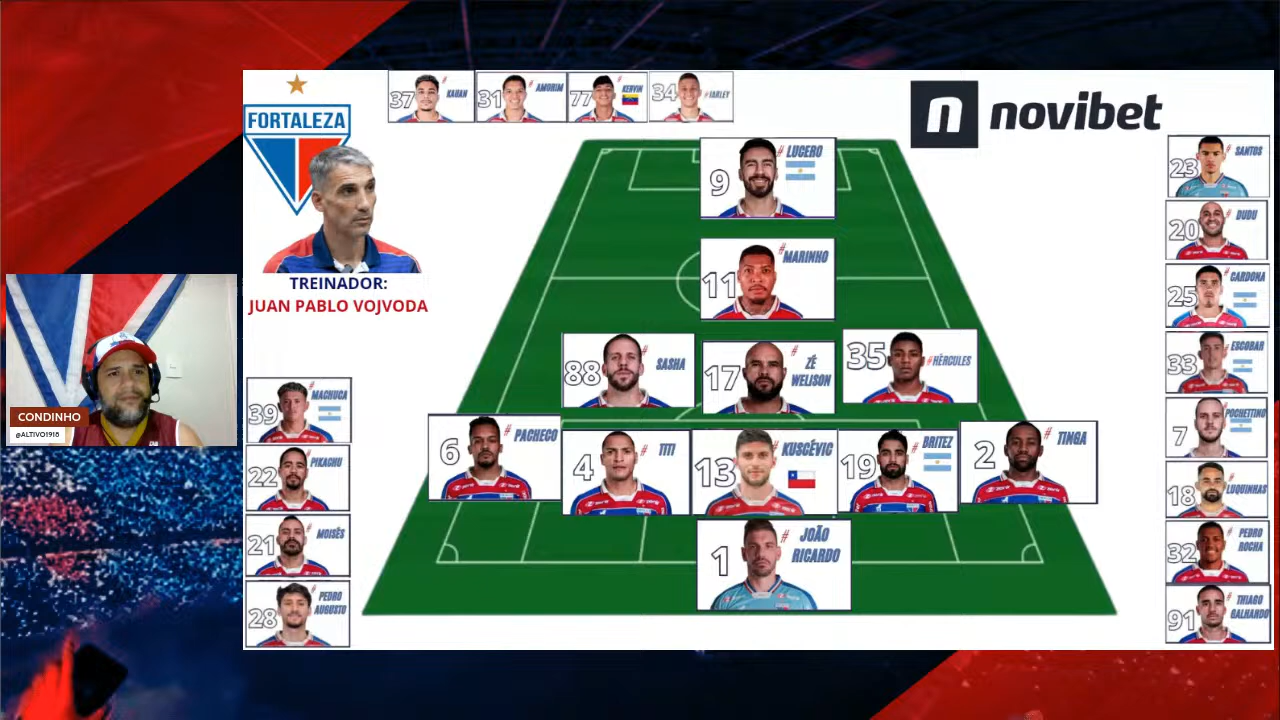 FORTALEZA
TREINADOR:
JUAN PABLO VOJVODA
37 #KAUAN
31 #AMORIM
77 #KERVIN
34 #IARLEY
n novibet
9 #LUCERO
11 #MARINHO
88 #SASHA
17 #ZÉ
WELISON
35 #HÉRCULES
6 #PACHECO
4 #TITI
13 #KUSCÉVIC
19 #BRITEZ
2 #TINGA
1 #JOÃO
RICARDO
CONDINHO
@ALTIVO1918
39 #MACHUCA
22 #PIKACHU
21 #MOISÉS
28 #PEDRO
AUGUSTO
23 #SANTOS
20 #DUDU
25 #CARDONA
33 #ESCOBAR
7 #POCHETTINO
18 #LUQUINHAS
32 #PEDRO
ROCHA
91 #THIAGO
GALHARDO